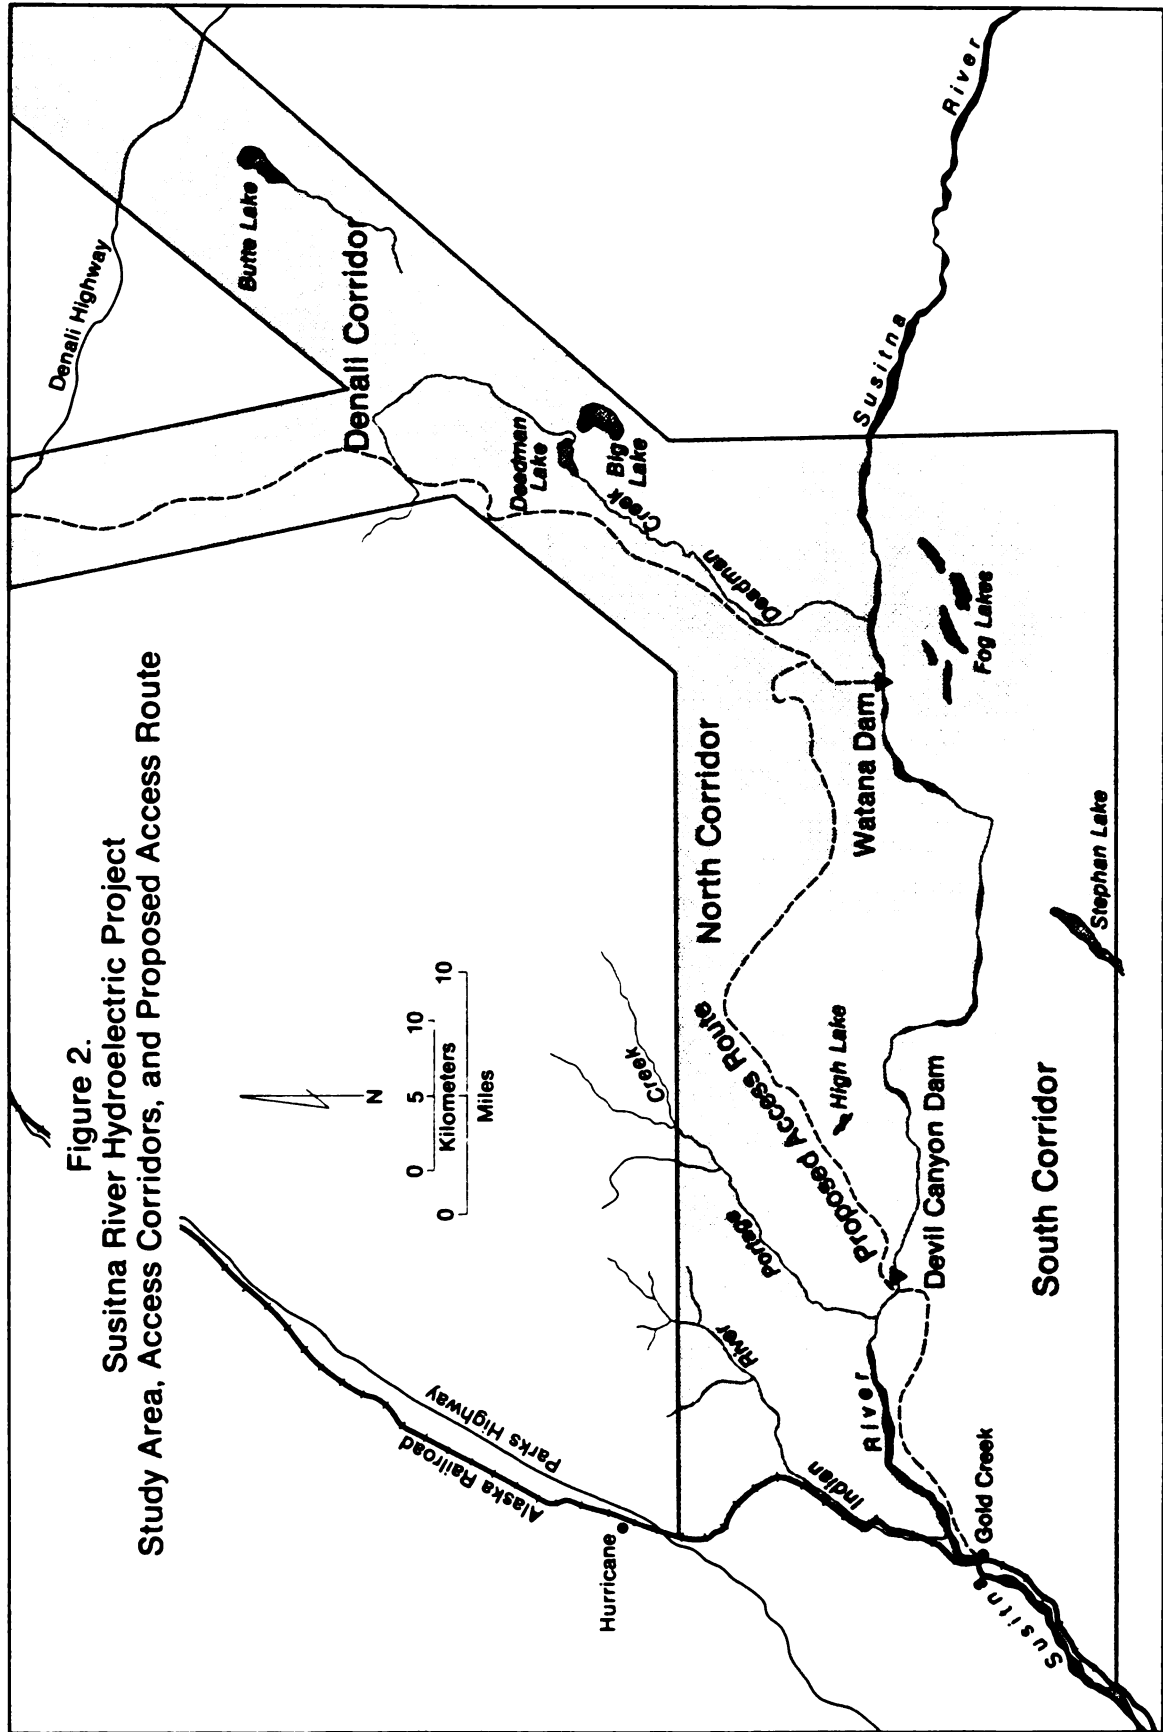 Figure 2.
Susitna River Hydroelectric Project
Study Area, Access Corridors, and Proposed Access Route
N
0 5 10
Kilometers
0 10
Miles
Denali Highway
Butte Lake
Denali Corridor
Deadman
Lake
Big
Lake
Deadman Creek
Susitna River
Fog Lakes
Watana Dam
North Corridor
Stephan Lake
Proposed Access Route
High Lake
Portage Creek
Devil Canyon Dam
South Corridor
Indian River
Parks Highway
Alaska Railroad
Hurricane
Gold Creek
Susitna River